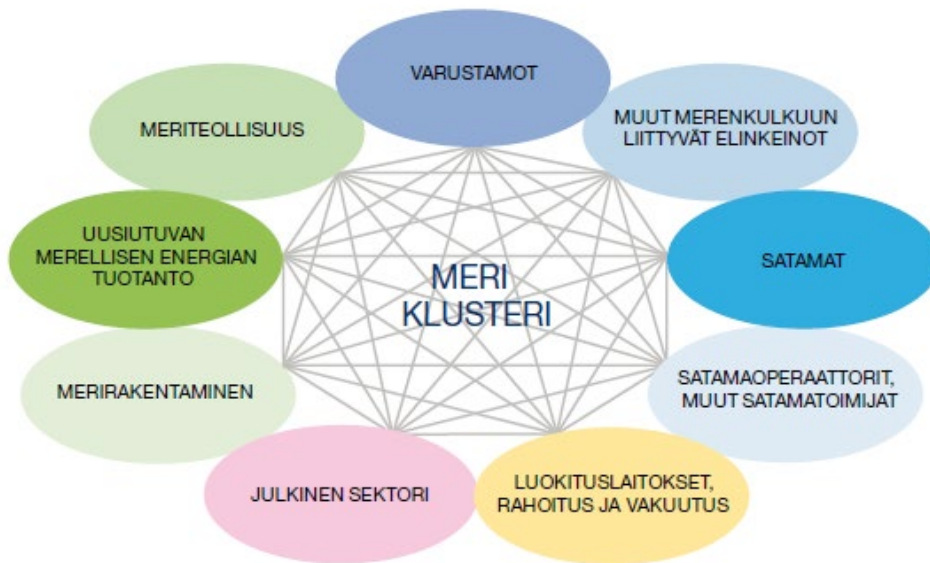 VARUSTAMOT
MUUT MERENKULKUUN
LIITTYVÄT ELINKEINOT
SATAMAT
SATAMAOPERAATTORIT,
MUUT SATAMATOIMIJAT
LUOKITUSLAITOKSET,
RAHOITUS JA VAKUUTUS
JULKINEN SEKTORI
MERIRAKENTAMINEN
UUSIUTUVAN
MERELLISEN ENERGIAN
TUOTANTO
MERITEOLLISUUS
MERI
KLUSTERI